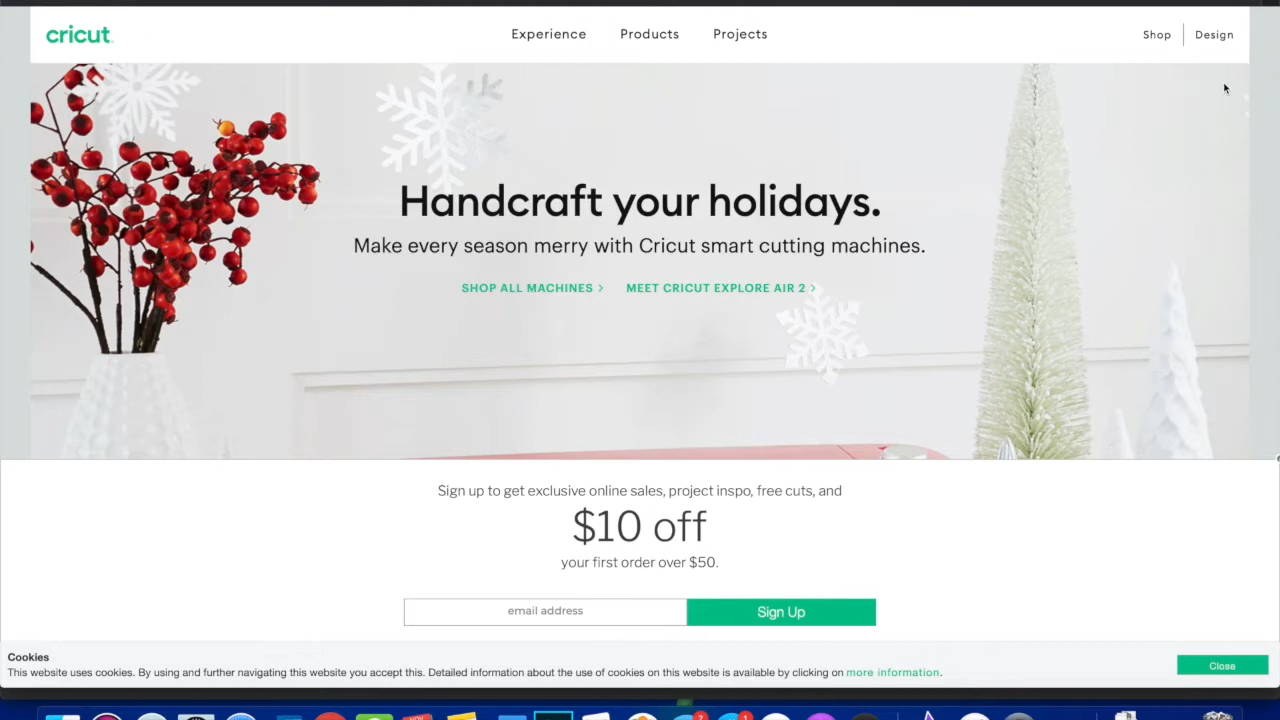 cricut
Experience Products Projects
Shop Design
Handcraft your holidays.
Make every season merry with Cricut smart cutting machines.
SHOP ALL MACHINES > MEET CRICUT EXPLORE AIR 2 >
Sign up to get exclusive online sales, project inspo, free cuts, and
$10 off
your first order over $50.
email address Sign Up
Cookies
This website uses cookies. By using and further navigating this website you accept this. Detailed information about the use of cookies on this website is available by clicking on more information.
Close
NOV 2 1